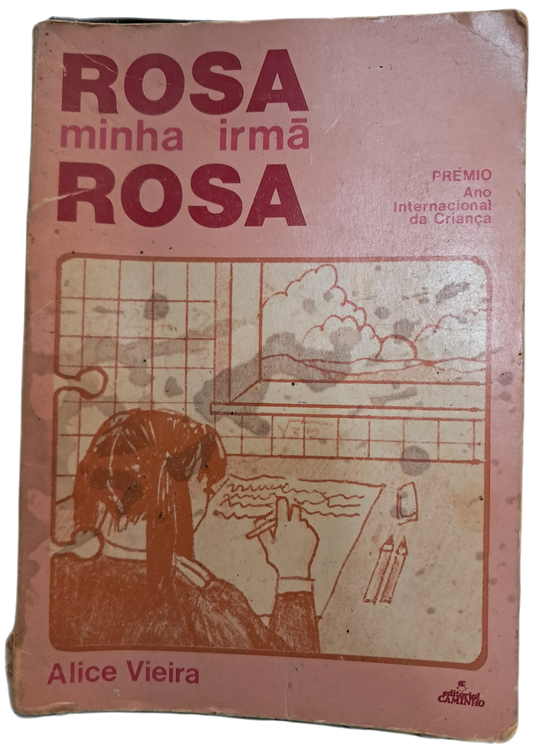 ROSA
minha irmã
ROSA
PRÉMIO
Ano
Internacional
da Criança
Alice Vieira
editorial
CAMINHO